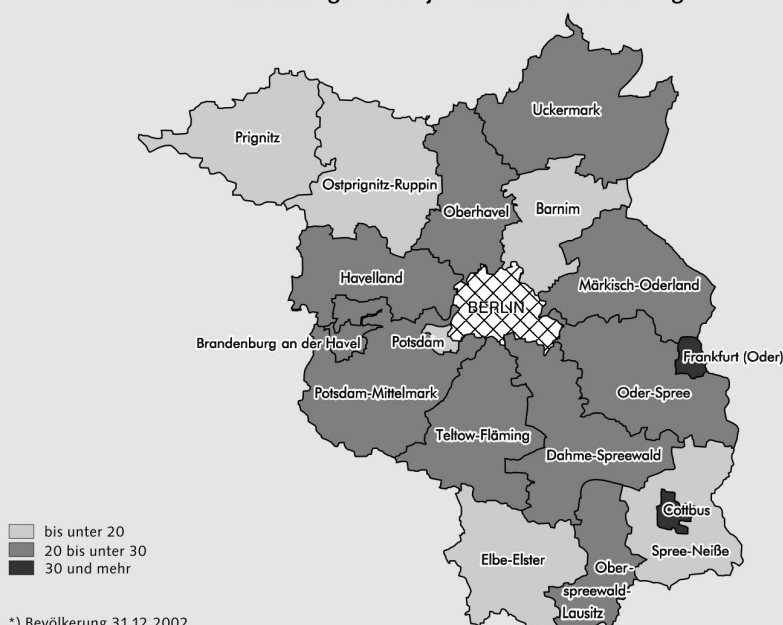 Uckermark
Prignitz
Ostprignitz-Ruppin
Oberhavel
Barnim
Havelland
Märkisch-Oderland
BERLIN
Brandenburg an der Havel
Potsdam
Frankfurt (Oder)
Potsdam-Mittelmark
Oder-Spree
Teltow-Fläming
Dahme-Spreewald
Cottbus
Spree-Neiße
Elbe-Elster
Ober-
spreewald-
Lausitz
bis unter 20
20 bis unter 30
30 und mehr
*) Bevölkerung 31.12.2002